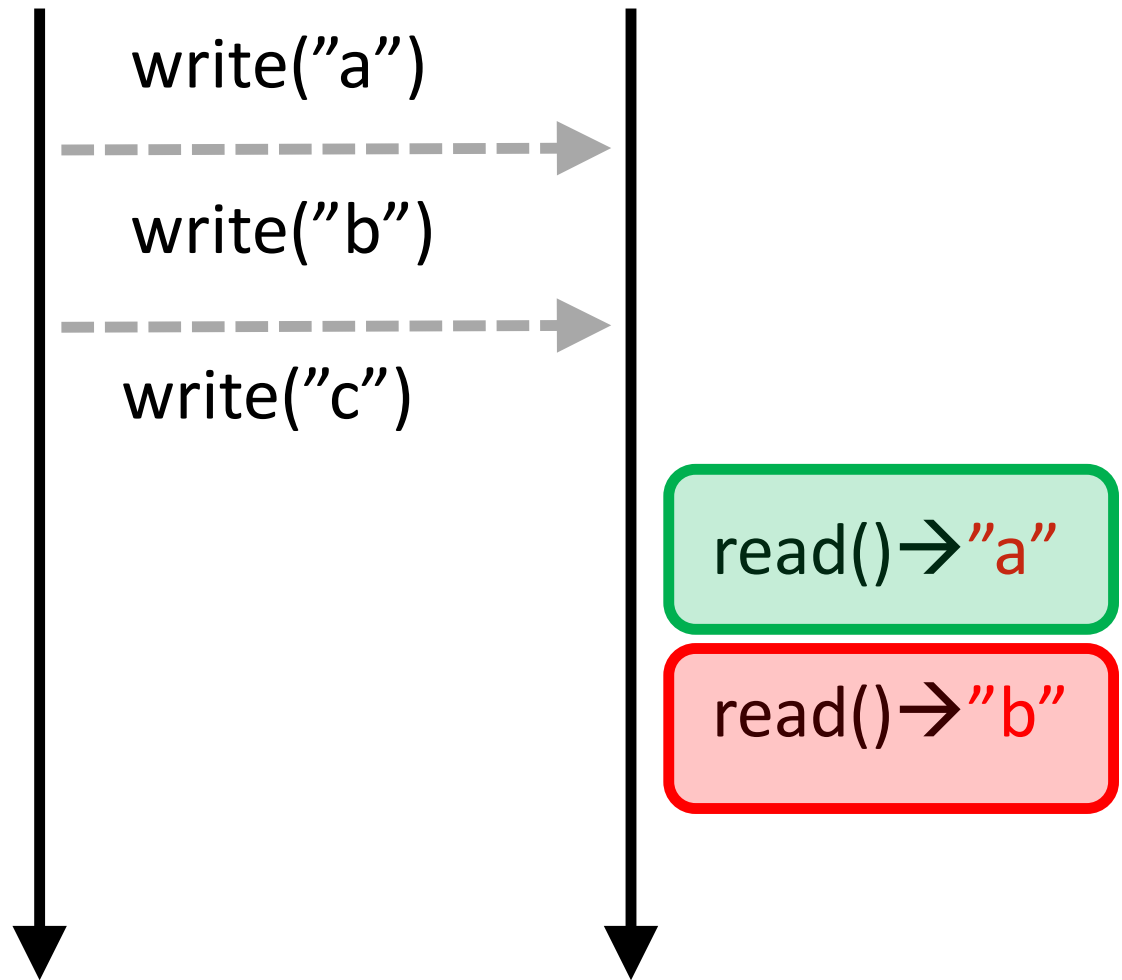 write(”a”)
write(”b”)
write(”c”)
read()→”a”
read()→”b”